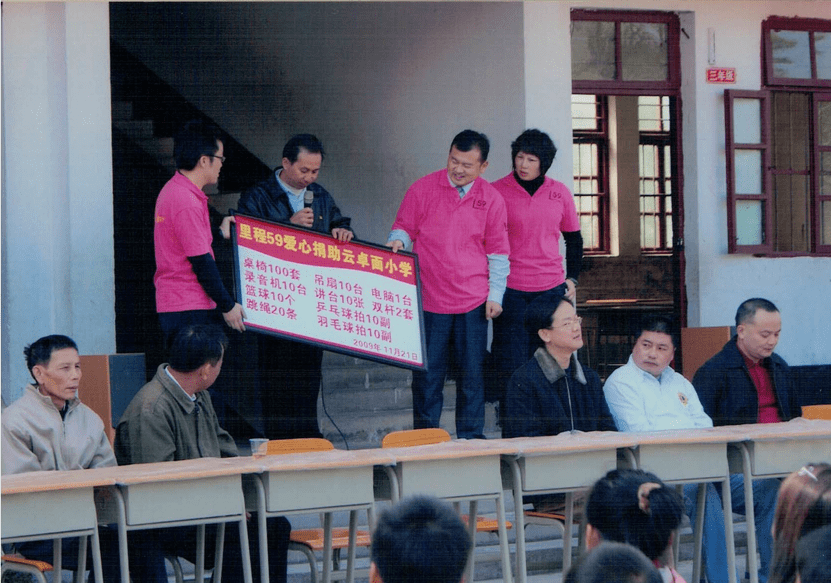 三年级
59
里程59爱心捐助云卓画小学
桌椅100套 吊扇10台 电脑1台
录音机10台 讲台10张 双杆2套
篮球10个 乒乓球拍10副
跳绳20条 羽毛球拍10副
2009年11月21日